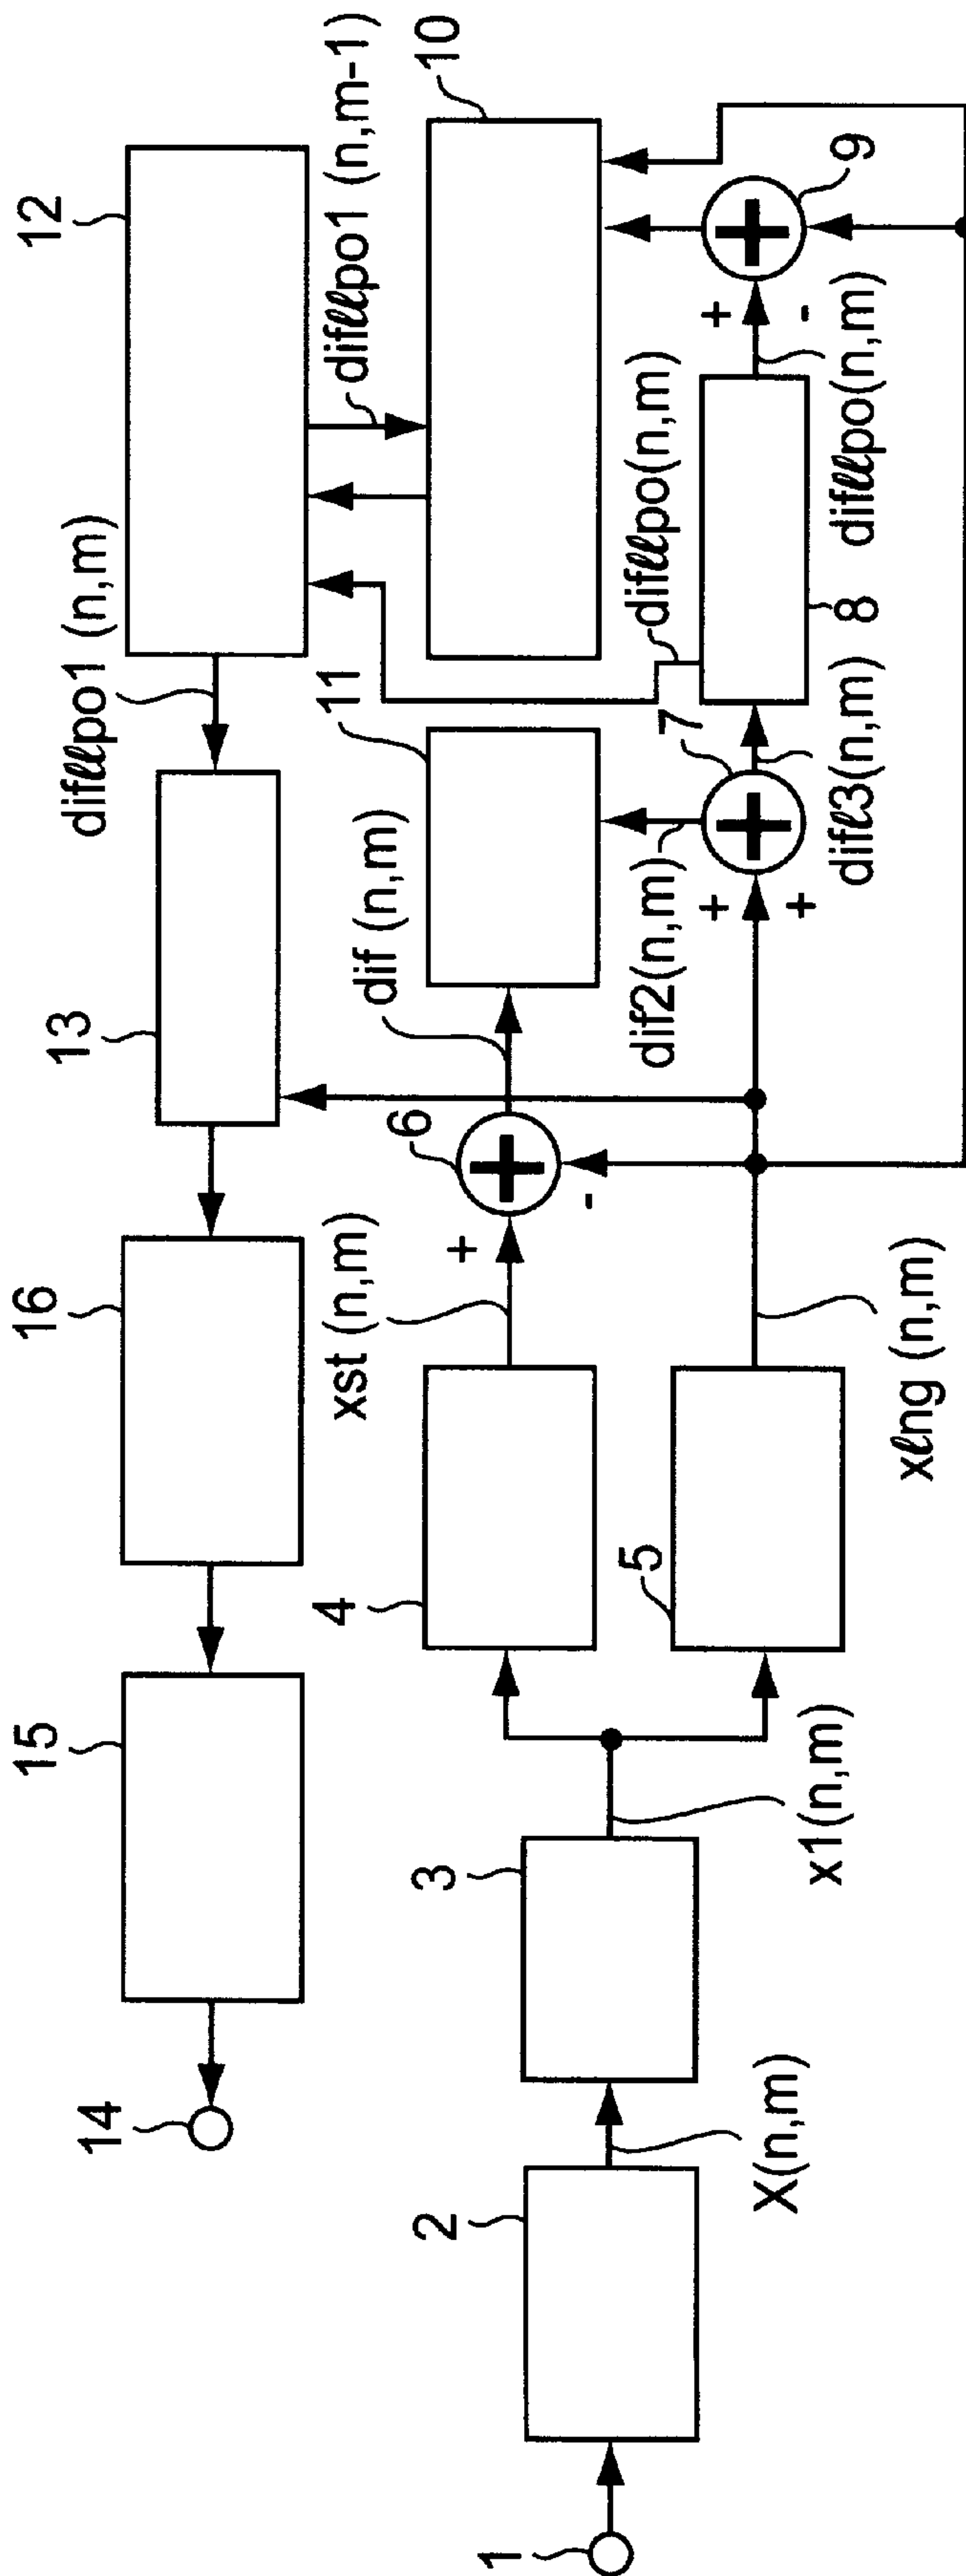 12
difℓℓpo1 (n,m)
difℓℓpo1 (n,m-1)
10
13
16
15
14
11
dif (n,m)
6
+
-
xst (n,m)
4
dif2(n,m)
7
+
+
difℓ3(n,m)
difℓℓpo(n,m)
8
difℓℓpo(n,m)
+
-
9
5
xℓng (n,m)
3
x1(n,m)
2
X(n,m)
1